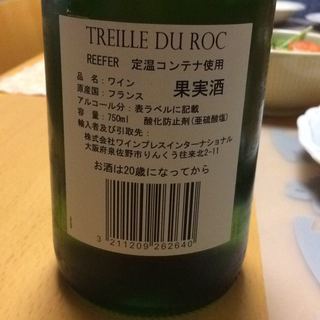 TREILLE DU ROC
REEFER 定温コンテナ使用
品名:ワイン 果実酒
原産国:フランス
アルコール分:表ラベルに記載
容量:750ml 酸化防止剤(亜硫酸塩)
輸入者及び引取先:
株式会社ワインプレスインターナショナル
大阪府泉佐野市りんくう往来北2-11
お酒は20歳になってから
3 211209 262640